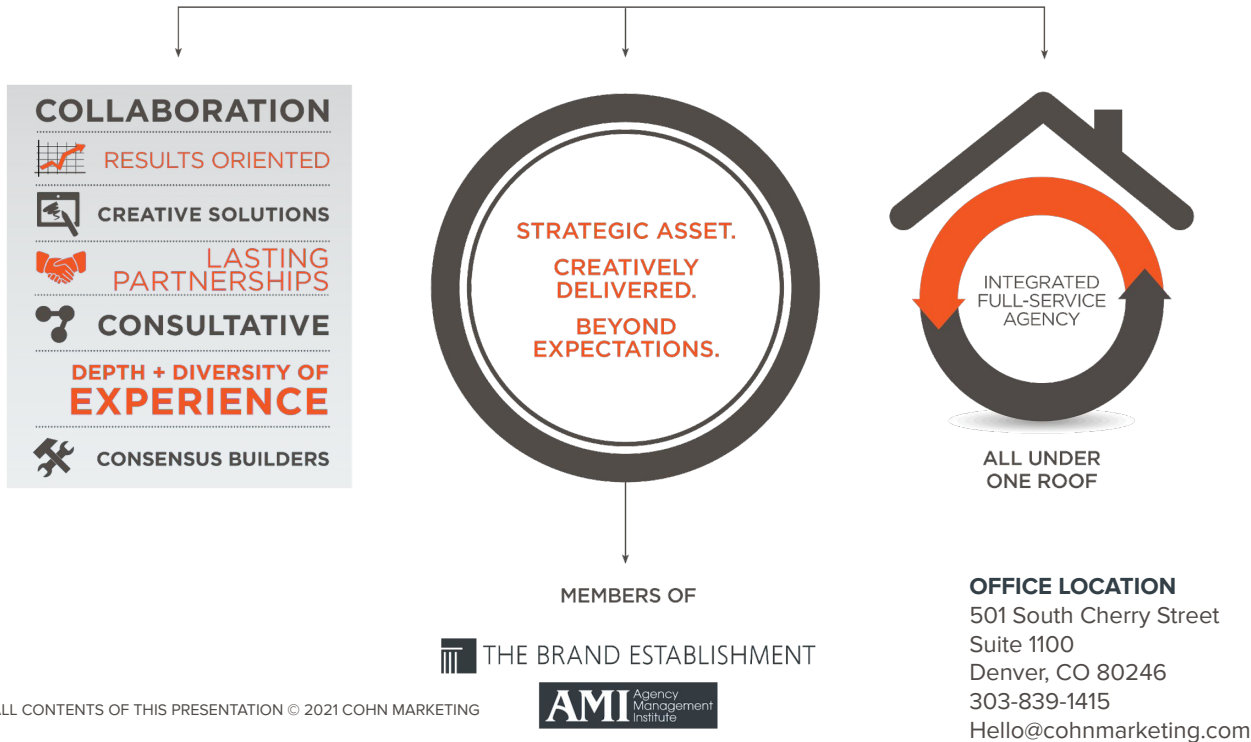 COLLABORATION
RESULTS ORIENTED
CREATIVE SOLUTIONS
LASTING
PARTNERSHIPS
CONSULTATIVE
DEPTH + DIVERSITY OF
EXPERIENCE
CONSENSUS BUILDERS
STRATEGIC ASSET.
CREATIVELY
DELIVERED.
BEYOND
EXPECTATIONS.
INTEGRATED
FULL-SERVICE
AGENCY
ALL UNDER
ONE ROOF
MEMBERS OF
THE BRAND ESTABLISHMENT
AMI Agency
Management
Institute
OFFICE LOCATION
501 South Cherry Street
Suite 1100
Denver, CO 80246
303-839-1415
Hello@cohnmarketing.com
ALL CONTENTS OF THIS PRESENTATION © 2021 COHN MARKETING